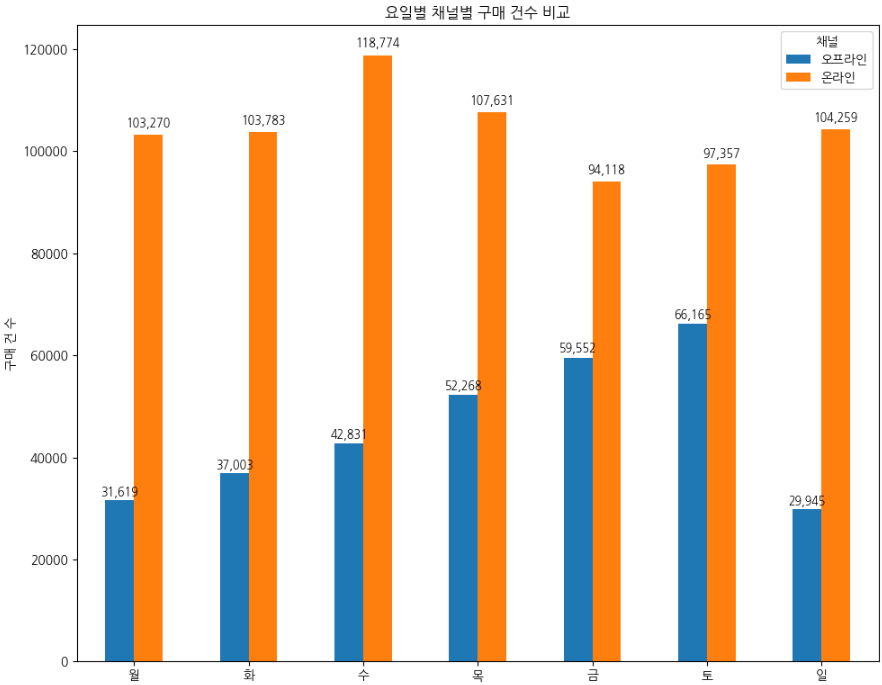 요일별 채널별 구매 건수 비교
채널
오프라인
온라인
구매 건 수
120000
100000
80000
60000
40000
20000
0
31,619
103,270
37,003
103,783
42,831
118,774
52,268
107,631
59,552
94,118
66,165
97,357
29,945
104,259
월
화
수
목
금
토
일